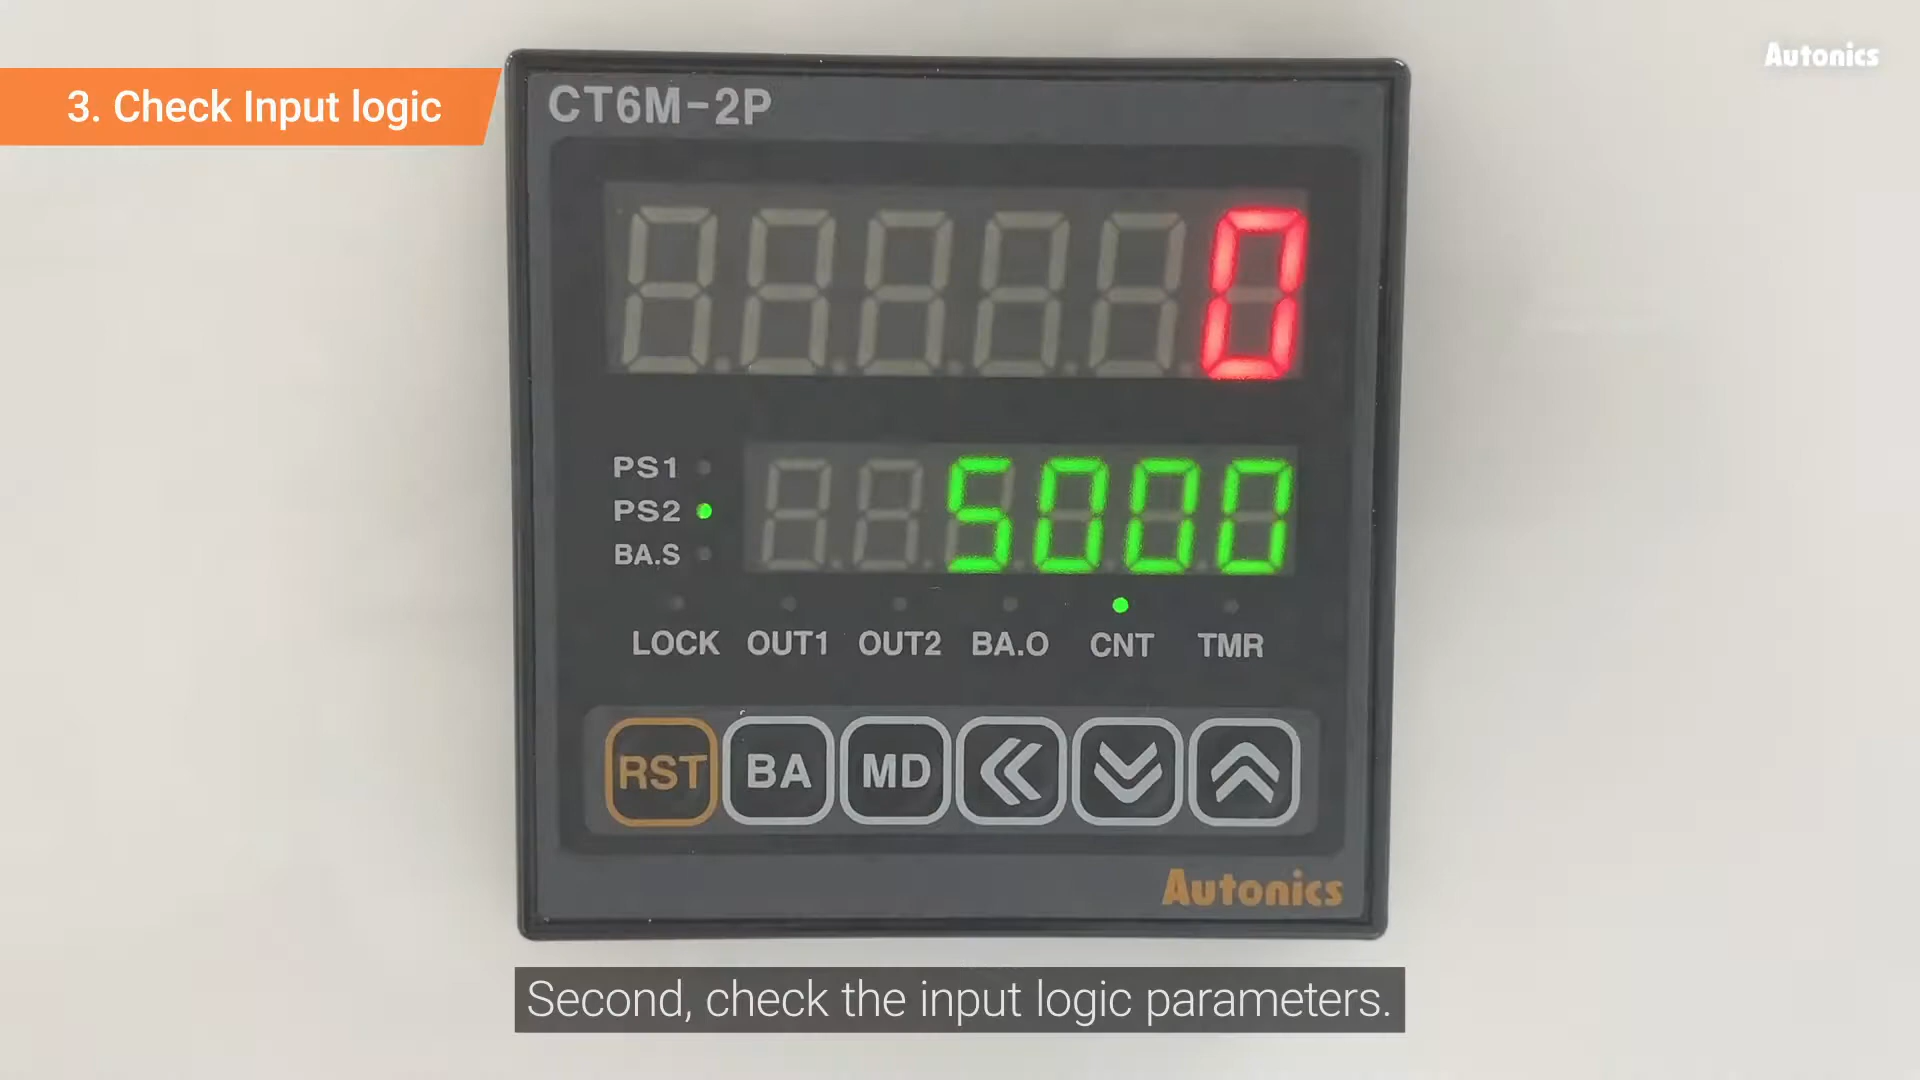 Autonics
3. Check Input logic
CT6M-2P
0
PS1
PS2
BA.S
5000
LOCK OUT1 OUT2 BA.O CNT TMR
RST BA MD
Autonics
Second, check the input logic parameters.